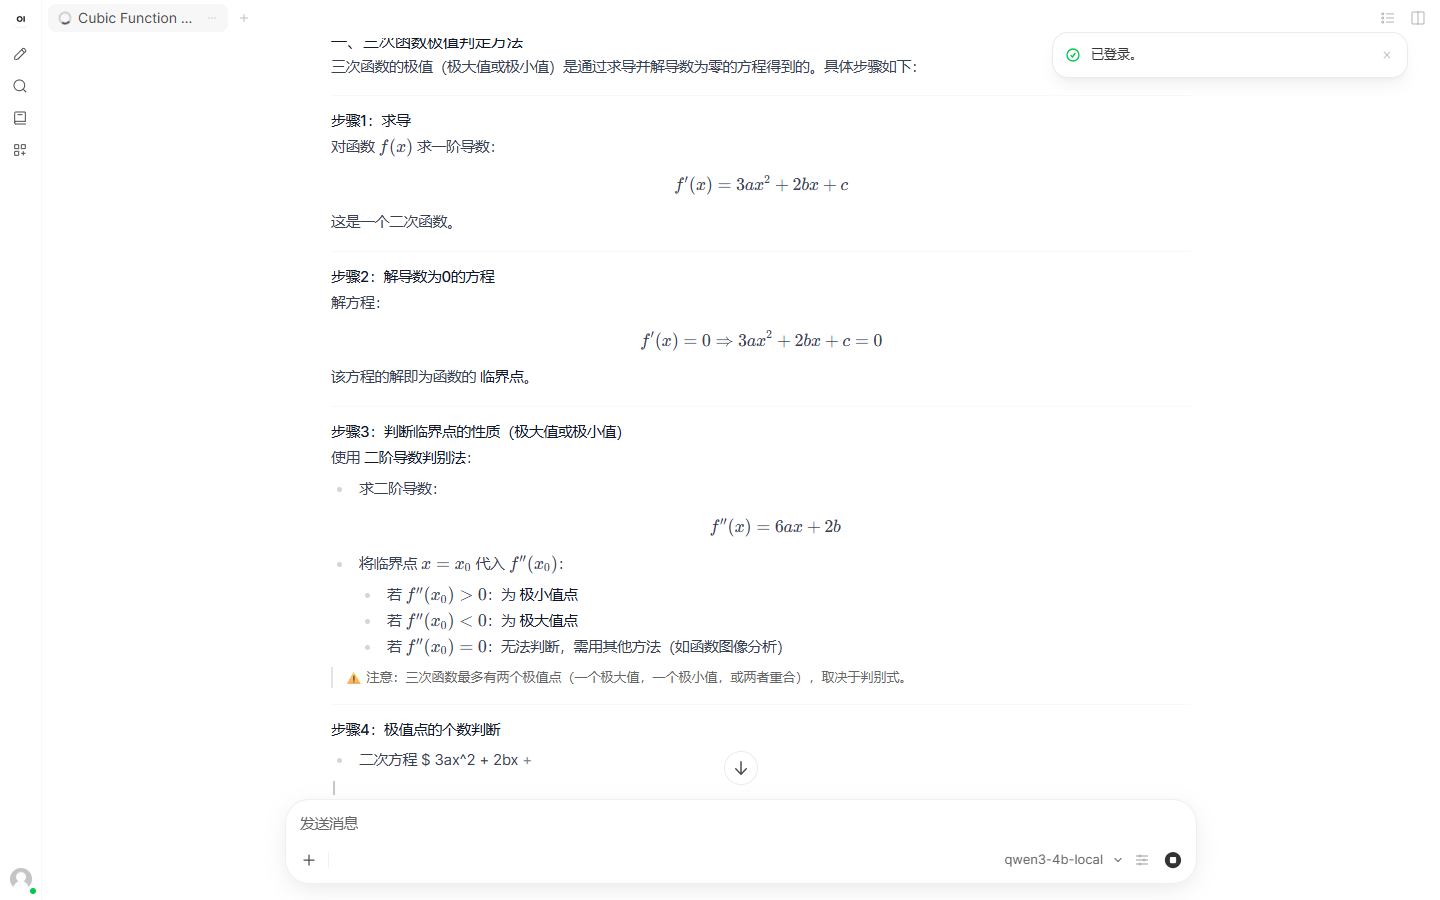 OI
Cubic Function ...
已登录。
一、三次函数极值判定方法
三次函数的极值（极大值或极小值）是通过求导并解导数为零的方程得到的。具体步骤如下：
步骤1：求导
对函数 f(x) 求一阶导数：
f′(x) = 3ax² + 2bx + c
这是一个二次函数。
步骤2：解导数为0的方程
解方程：
f′(x) = 0 ⇒ 3ax² + 2bx + c = 0
该方程的解即为函数的 临界点。
步骤3：判断临界点的性质（极大值或极小值）
使用 二阶导数判别法：
求二阶导数：
f″(x) = 6ax + 2b
将临界点 x = x₀ 代入 f″(x₀)：
若 f″(x₀) > 0：为 极小值点
若 f″(x₀) < 0：为 极大值点
若 f″(x₀) = 0：无法判断，需用其他方法（如函数图像分析）
⚠️ 注意：三次函数最多有两个极值点（一个极大值，一个极小值，或两者重合），取决于判别式。
步骤4：极值点的个数判断
二次方程 $ 3ax^2 + 2bx +
发送消息
qwen3-4b-local